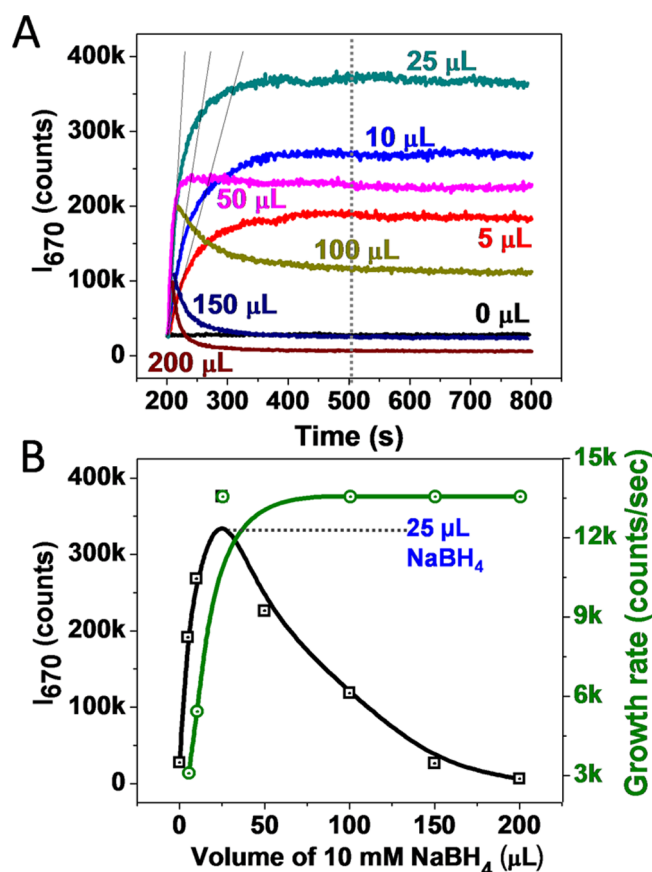 A
400k
300k
200k
100k
0
I670 (counts)
25 µL
10 µL
50 µL
5 µL
100 µL
150 µL
0 µL
200 µL
200 300 400 500 600 700 800
Time (s)
B
400k
300k
200k
100k
0
I670 (counts)
25 µL
NaBH4
15k
12k
9k
6k
3k
Growth rate (counts/sec)
0 50 100 150 200
Volume of 10 mM NaBH4 (µL)